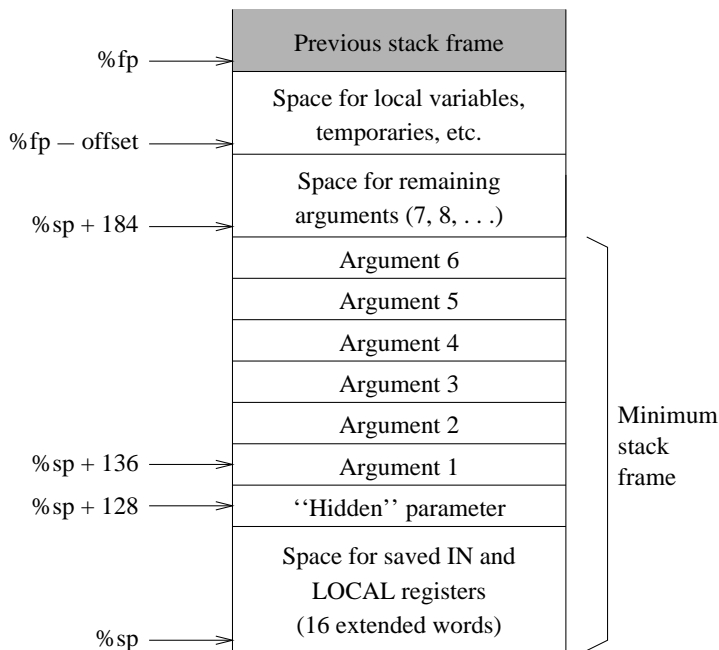 Previous stack frame
%fp
Space for local variables,
temporaries, etc.
%fp − offset
Space for remaining
arguments (7, 8, . . .)
%sp + 184
Argument 6
Argument 5
Argument 4
Argument 3
Argument 2
%sp + 136
Argument 1
%sp + 128
‘‘Hidden’’ parameter
Minimum
stack
frame
Space for saved IN and
LOCAL registers
(16 extended words)
%sp